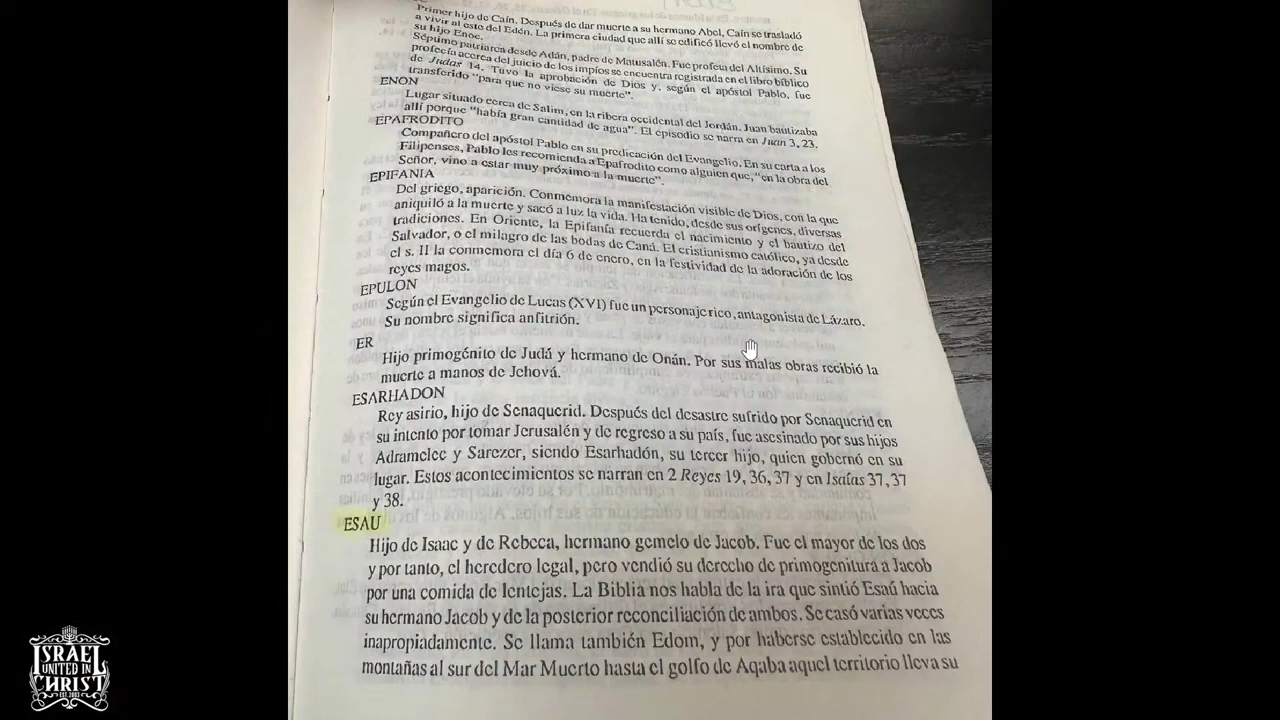 Primer hijo de Caín. Después de dar muerte a su hermano Abel, Caín se trasladó
a vivir al este del Edén. La primera ciudad que allí se edificó llevó el nombre de
su hijo Enoc.
Séptimo patriarca desde Adán, padre de Matusalén. Fue profeta del Altísimo. Su
profecía acerca del juicio de los impíos se encuentra registrada en el libro bíblico
de Judas 14. Tuvo la aprobación de Dios y, según el apóstol Pablo, fue
transferido "para que no viese su muerte".
ENON
Lugar situado cerca de Salim, en la ribera occidental del Jordán. Juan bautizaba
allí porque "había gran cantidad de agua". El episodio se narra en Juan 3, 23.
EPAFRODITO
Compañero del apóstol Pablo en su predicación del Evangelio. En su carta a los
Filipenses, Pablo les recomienda a Epafrodito como alguien que, "en la obra del
Señor, vino a estar muy próximo a la muerte".
EPIFANIA
Del griego, aparición. Conmemora la manifestación visible de Dios, con la que
aniquiló a la muerte y sacó a luz la vida. Ha tenido, desde sus orígenes, diversas
tradiciones. En Oriente, la Epifanía recuerda el nacimiento y el bautizo del
Salvador, o el milagro de las bodas de Caná. El cristianismo católico, ya desde
el s. II la conmemora el día 6 de enero, en la festividad de la adoración de los
reyes magos.
EPULON
Según el Evangelio de Lucas (XVI) fue un personaje rico, antagonista de Lázaro.
Su nombre significa anfitrión.
ER
Hijo primogénito de Judá y hermano de Onán. Por sus malas obras recibió la
muerte a manos de Jehová.
ESARHADON
Rey asirio, hijo de Senaquerid. Después del desastre sufrido por Senaquerid en
su intento por tomar Jerusalén y de regreso a su país, fue asesinado por sus hijos
Adramelec y Sarezer, siendo Esarhadón, su tercer hijo, quien gobernó en su
lugar. Estos acontecimientos se narran en 2 Reyes 19, 36, 37 y en Isaías 37, 37
y 38.
ESAU
Hijo de Isaac y de Rebeca, hermano gemelo de Jacob. Fue el mayor de los dos
y por tanto, el heredero legal, pero vendió su derecho de primogenitura a Jacob
por una comida de lentejas. La Biblia nos habla de la ira que sintió Esaú hacia
su hermano Jacob y de la posterior reconciliación de ambos. Se casó varias veces
inapropiadamente. Se llama también Edom, y por haberse establecido en las
montañas al sur del Mar Muerto hasta el golfo de Aqaba aquel territorio lleva su
ISRAEL
UNITED IN
CHRIST
EST. 2003